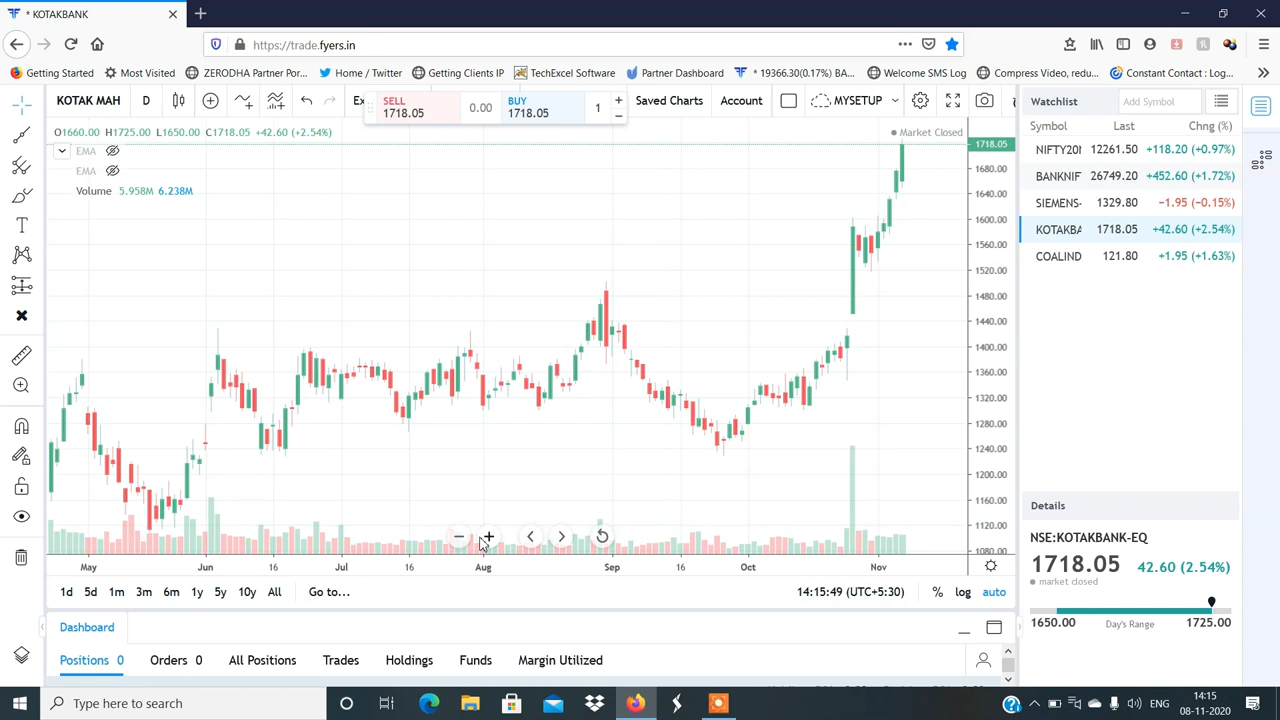 * KOTAKBANK
https://trade.fyers.in
Getting Started
Most Visited
ZERODHA Partner Por...
Home / Twitter
Getting Clients IP
TechExcel Software
Partner Dashboard
* 19366.30(0.17%) BA...
Welcome SMS Log
Compress Video, redu...
Constant Contact : Log...
KOTAK MAH D
SELL
1718.05
0.00
BUY
1718.05
1
Saved Charts
Account
MYSETUP
Watchlist
Add Symbol
O1660.00 H1725.00 L1650.00 C1718.05 +42.60 (+2.54%)
Market Closed
EMA
EMA
Volume 5.958M 6.238M
Symbol Last Chng (%)
NIFTY20 12261.50 +118.20 (+0.97%)
BANKNIF 26749.20 +452.60 (+1.72%)
SIEMENS- 1329.80 −1.95 (−0.15%)
KOTAKBA 1718.05 +42.60 (+2.54%)
COALIND 121.80 +1.95 (+1.63%)
1718.05
1680.00
1640.00
1600.00
1560.00
1520.00
1480.00
1440.00
1400.00
1360.00
1320.00
1280.00
1240.00
1200.00
1160.00
1120.00
1080.00
May Jun 16 Jul 16 Aug Sep 16 Oct Nov
1d 5d 1m 3m 6m 1y 5y 10y All Go to...
14:15:49 (UTC+5:30) % log auto
Details
NSE:KOTAKBANK-EQ
1718.05 42.60 (2.54%)
market closed
1650.00 Day's Range 1725.00
Dashboard
Positions 0 Orders 0 All Positions Trades Holdings Funds Margin Utilized
Type here to search
ENG
14:15
08-11-2020